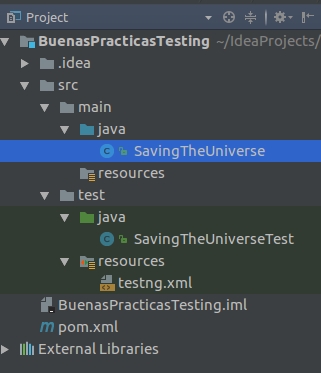 Project
BuenasPracticasTesting ~/IdeaProjects/
.idea
src
main
java
SavingTheUniverse
resources
test
java
SavingTheUniverseTest
resources
testng.xml
BuenasPracticasTesting.iml
pom.xml
External Libraries